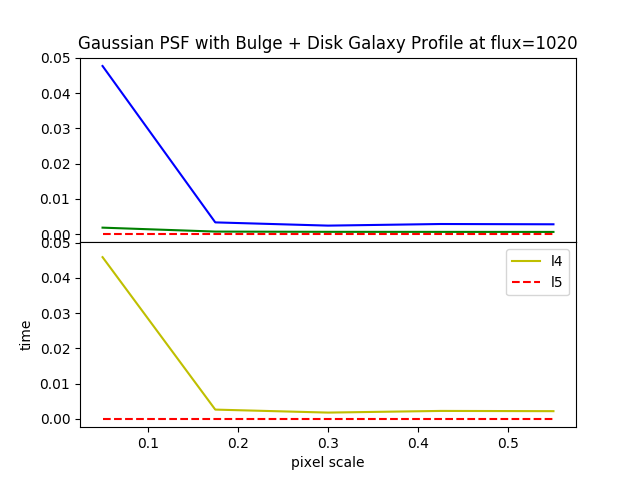 Gaussian PSF with Bulge + Disk Galaxy Profile at flux=1020
0.05
0.04
0.03
0.02
0.01
0.00
0.05
0.04
0.03
0.02
0.01
0.00
time
l4
l5
0.1 0.2 0.3 0.4 0.5
pixel scale